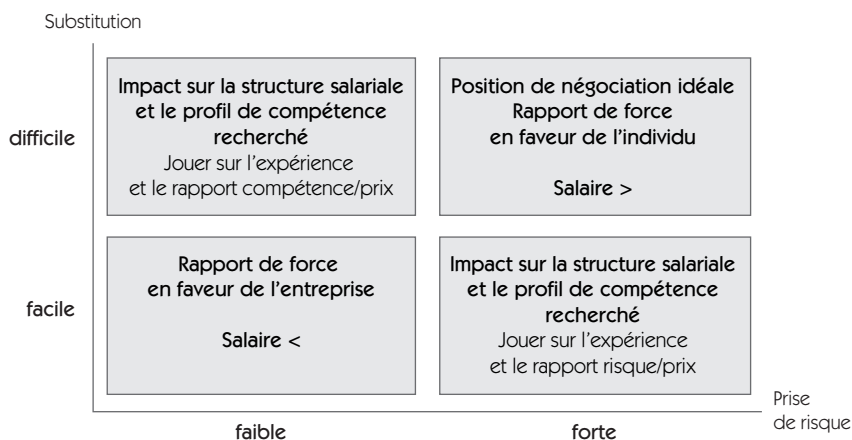 Substitution
difficile
Impact sur la structure salariale
et le profil de compétence
recherché
Jouer sur l'expérience
et le rapport compétence/prix
Position de négociation idéale
Rapport de force
en faveur de l'individu
Salaire >
facile
Rapport de force
en faveur de l'entreprise
Salaire <
Impact sur la structure salariale
et le profil de compétence
recherché
Jouer sur l'expérience
et le rapport risque/prix
faible
forte
Prise
de risque